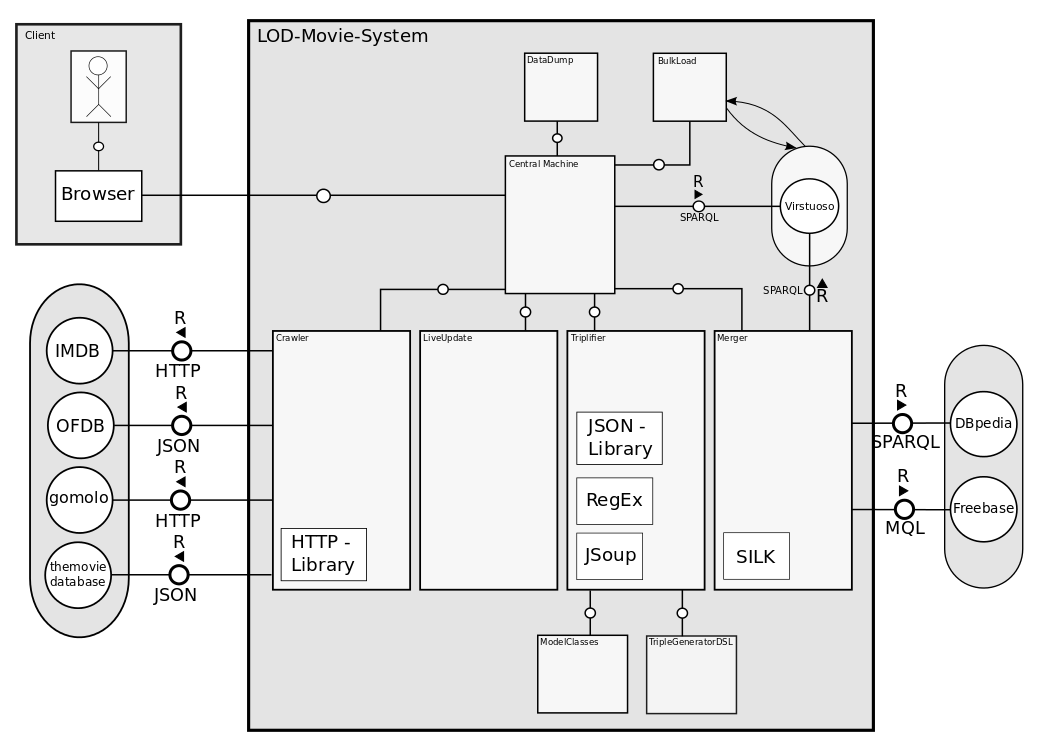 Client
LOD-Movie-System
DataDump
BulkLoad
Central Machine
Browser
R
SPARQL
Virstuoso
SPARQL
R
IMDB
R
HTTP
OFDB
R
JSON
gomolo
R
HTTP
themovie
database
R
JSON
Crawler
HTTP -
Library
LiveUpdate
Triplifier
JSON -
Library
RegEx
JSoup
Merger
SILK
R
SPARQL
DBpedia
R
MQL
Freebase
ModelClasses
TripleGeneratorDSL